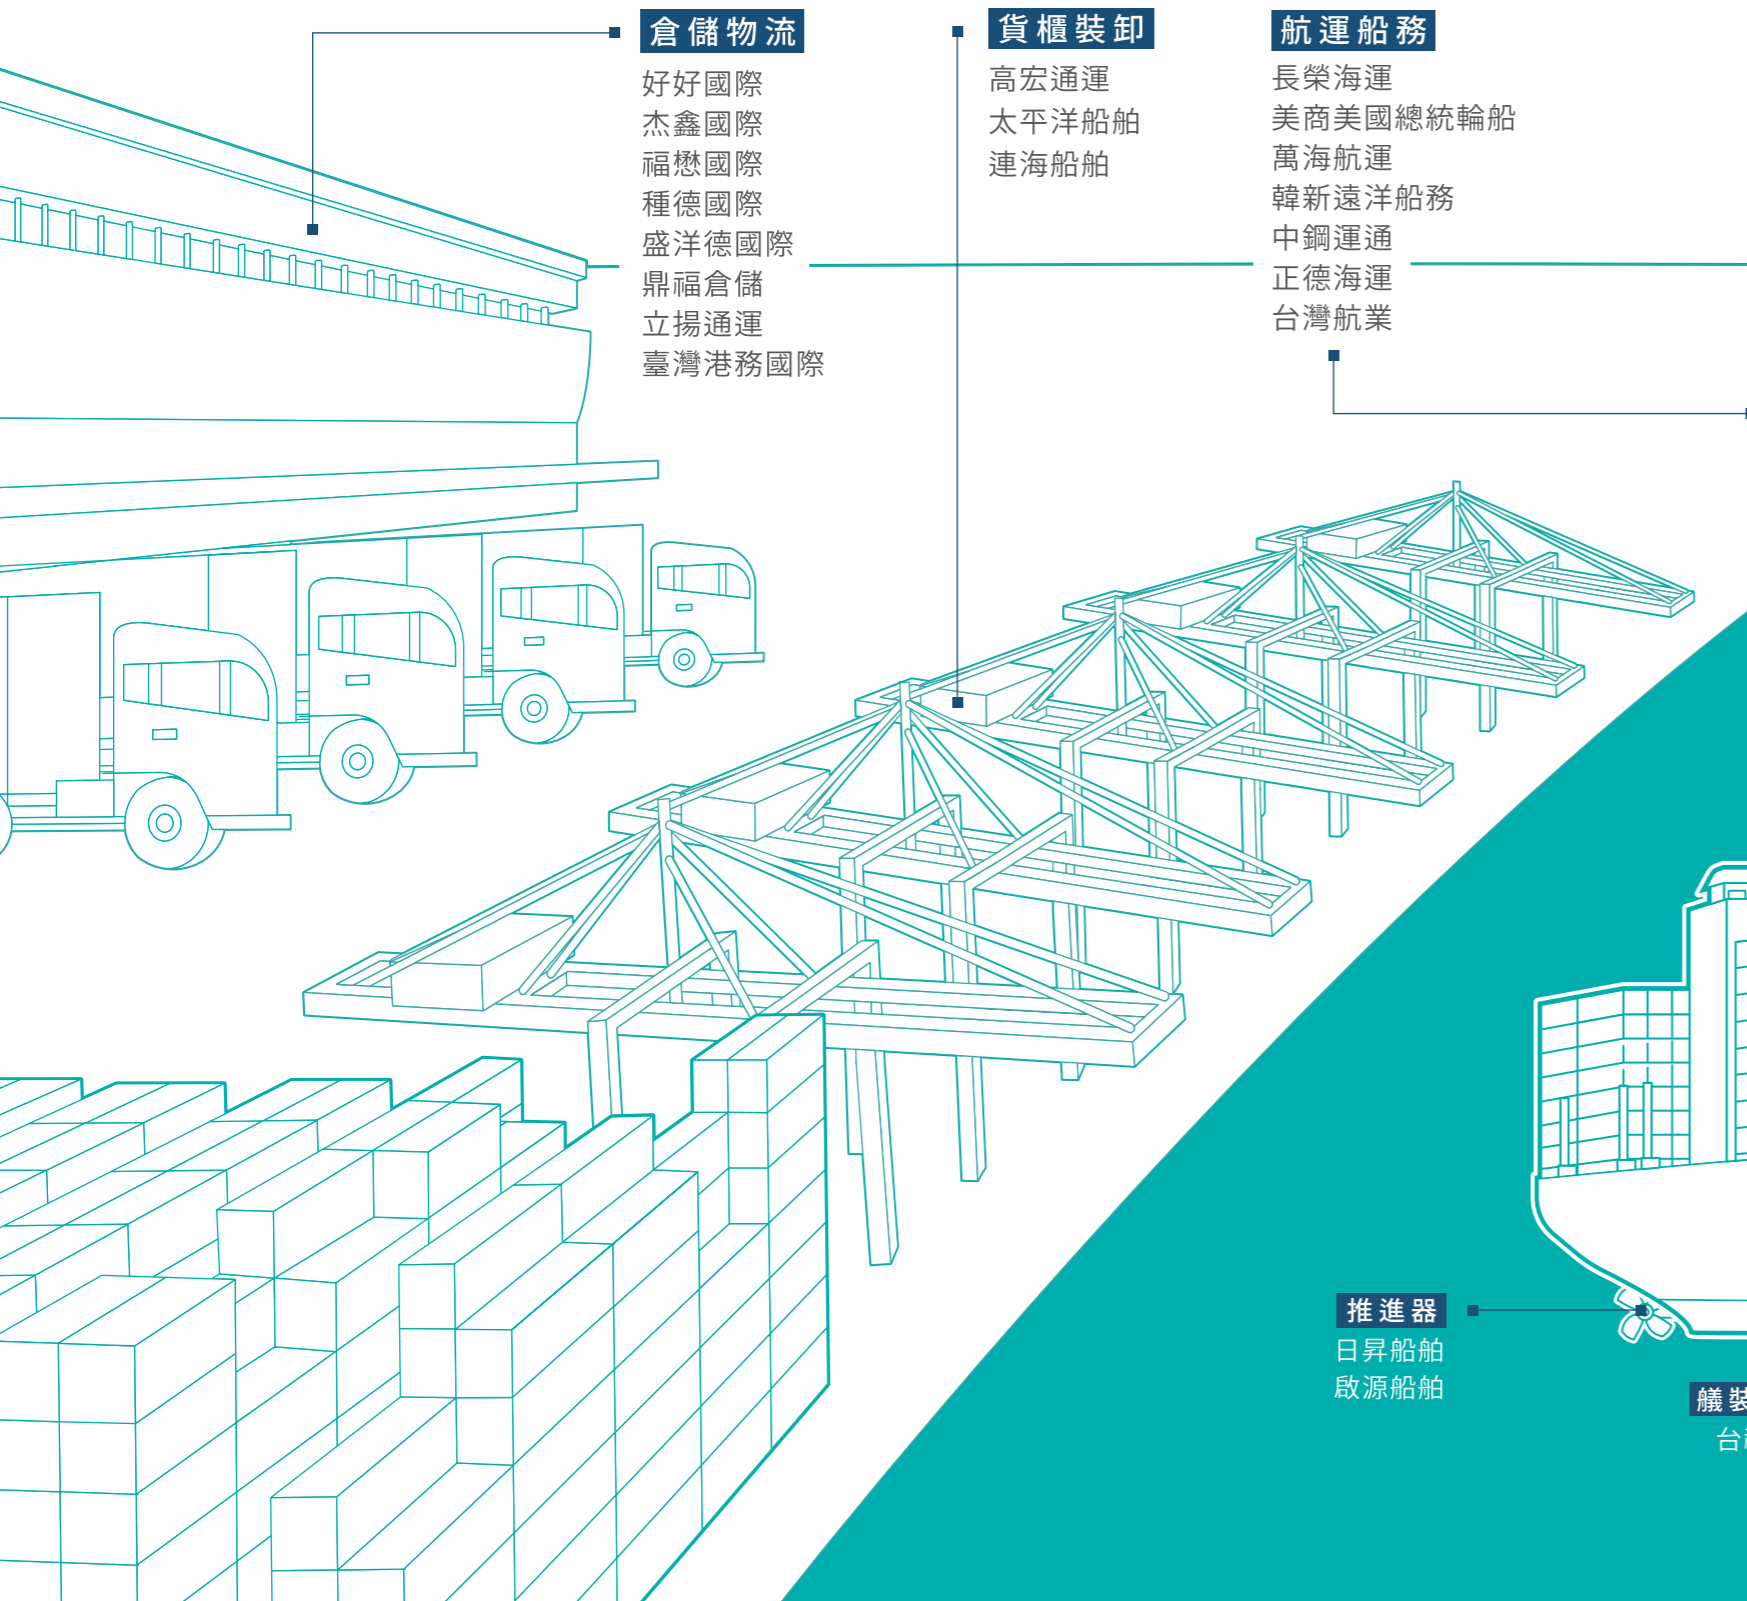 倉儲物流
好好國際
杰鑫國際
福懋國際
種德國際
盛洋德國際
鼎福倉儲
立揚通運
臺灣港務國際
貨櫃裝卸
高宏通運
太平洋船舶
連海船舶
航運船務
長榮海運
美商美國總統輪船
萬海航運
韓新遠洋船務
中鋼運通
正德海運
台灣航業
推進器
日昇船舶
啟源船舶
艤裝
台